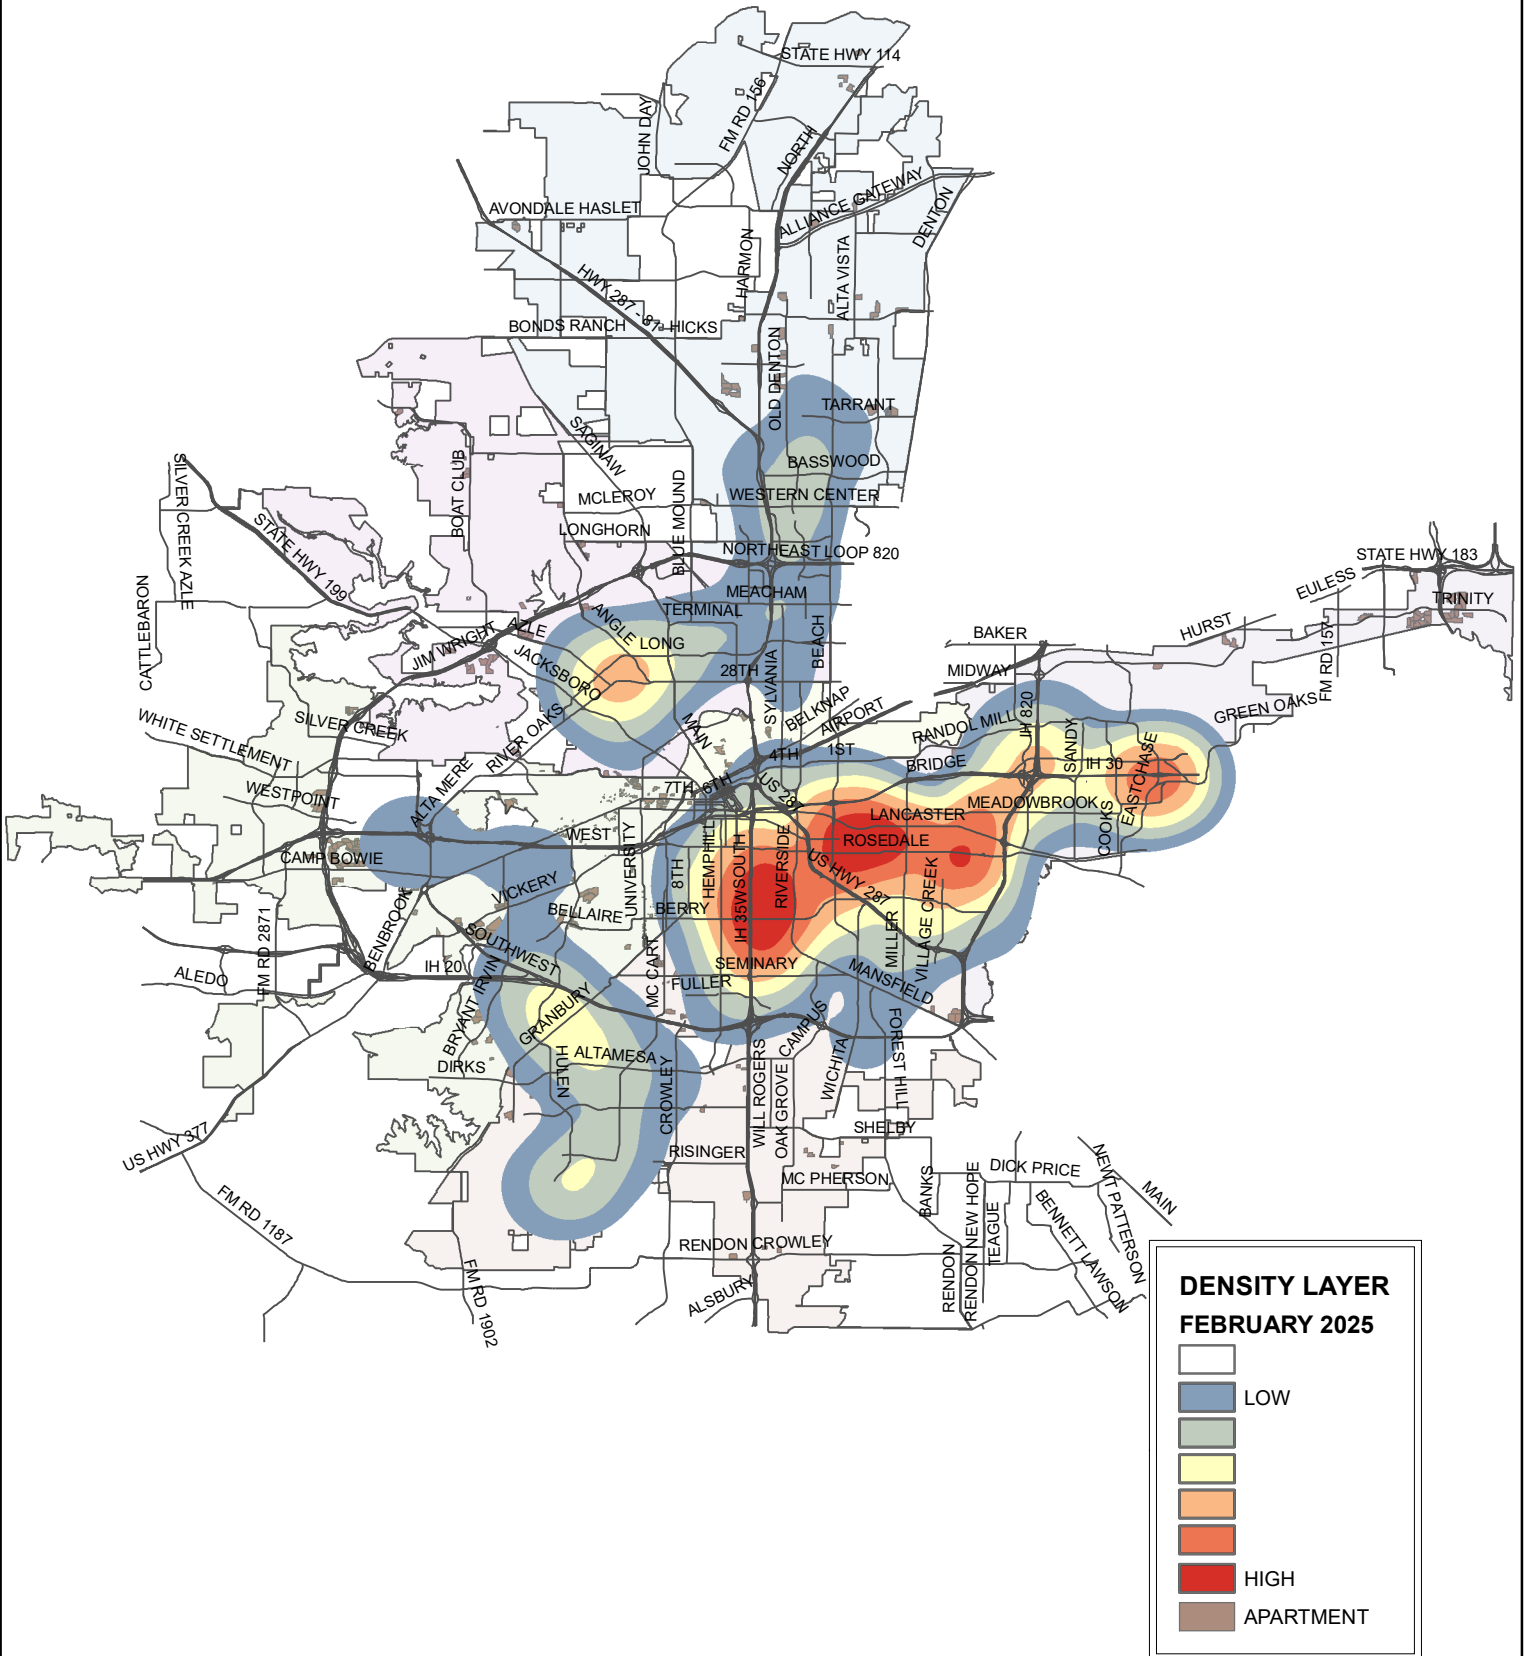 STATE HWY 114
FM RD 156
JOHN DAY
NORTH
ALLIANCE GATEWAY
DENTON
AVONDALE HASLET
HARMON
ALTA VISTA
HWY 287 - 81
HICKS
BONDS RANCH
OLD DENTON
TARRANT
SAGINAW
BASSWOOD
BOAT CLUB
MCLEROY
BLUE MOUND
WESTERN CENTER
SILVER CREEK AZLE
STATE HWY 199
LONGHORN
NORTHEAST LOOP 820
STATE HWY 183
EULESS
TRINITY
CATTLEBARON
MEACHAM
TERMINAL
ANGLE
LONG
AZLE
JIM WRIGHT
JACKSBORO
BEACH
BAKER
HURST
FM RD 157
MIDWAY
28TH
SYLVANIA
BELKNAP
AIRPORT
GREEN OAKS
WHITE SETTLEMENT
SILVER CREEK
RIVER OAKS
MAIN
RANDOL MILL
IH 820
SANDY
4TH
1ST
BRIDGE
IH 30
EASTCHASE
WESTPOINT
ALTA MERE
7TH
6TH
US 287
MEADOWBROOK
COOKS
LANCASTER
ROSEDALE
WEST
CAMP BOWIE
UNIVERSITY
8TH
HEMPHILL
IH 35W
SOUTH
RIVERSIDE
US HWY 287
VILLAGE CREEK
VICKERY
BELLAIRE
BERRY
MILLER
BENBROOK
FM RD 2871
SOUTHWEST
MC CART
SEMINARY
MANSFIELD
ALEDO
IH 20
BRYANT IRVIN
FULLER
GRANBURY
CAMPUS
FOREST HILL
DIRKS
HULEN
ALTAMESA
CROWLEY
WILL ROGERS
OAK GROVE
WICHITA
US HWY 377
SHELBY
RISINGER
MC PHERSON
BANKS
DICK PRICE
NEWT PATTERSON
MAIN
RENDON NEW HOPE
TEAGUE
BENNETT LAWSON
FM RD 1187
RENDON CROWLEY
RENDON
ALSBURY
FM RD 1902
DENSITY LAYER
FEBRUARY 2025
LOW
HIGH
APARTMENT